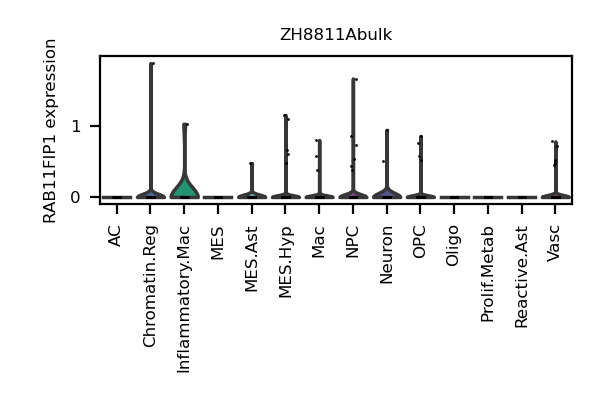 ZH8811Abulk
RAB11FIP1 expression
1
0
AC
Chromatin.Reg
Inflammatory.Mac
MES
MES.Ast
MES.Hyp
Mac
NPC
Neuron
OPC
Oligo
Prolif.Metab
Reactive.Ast
Vasc